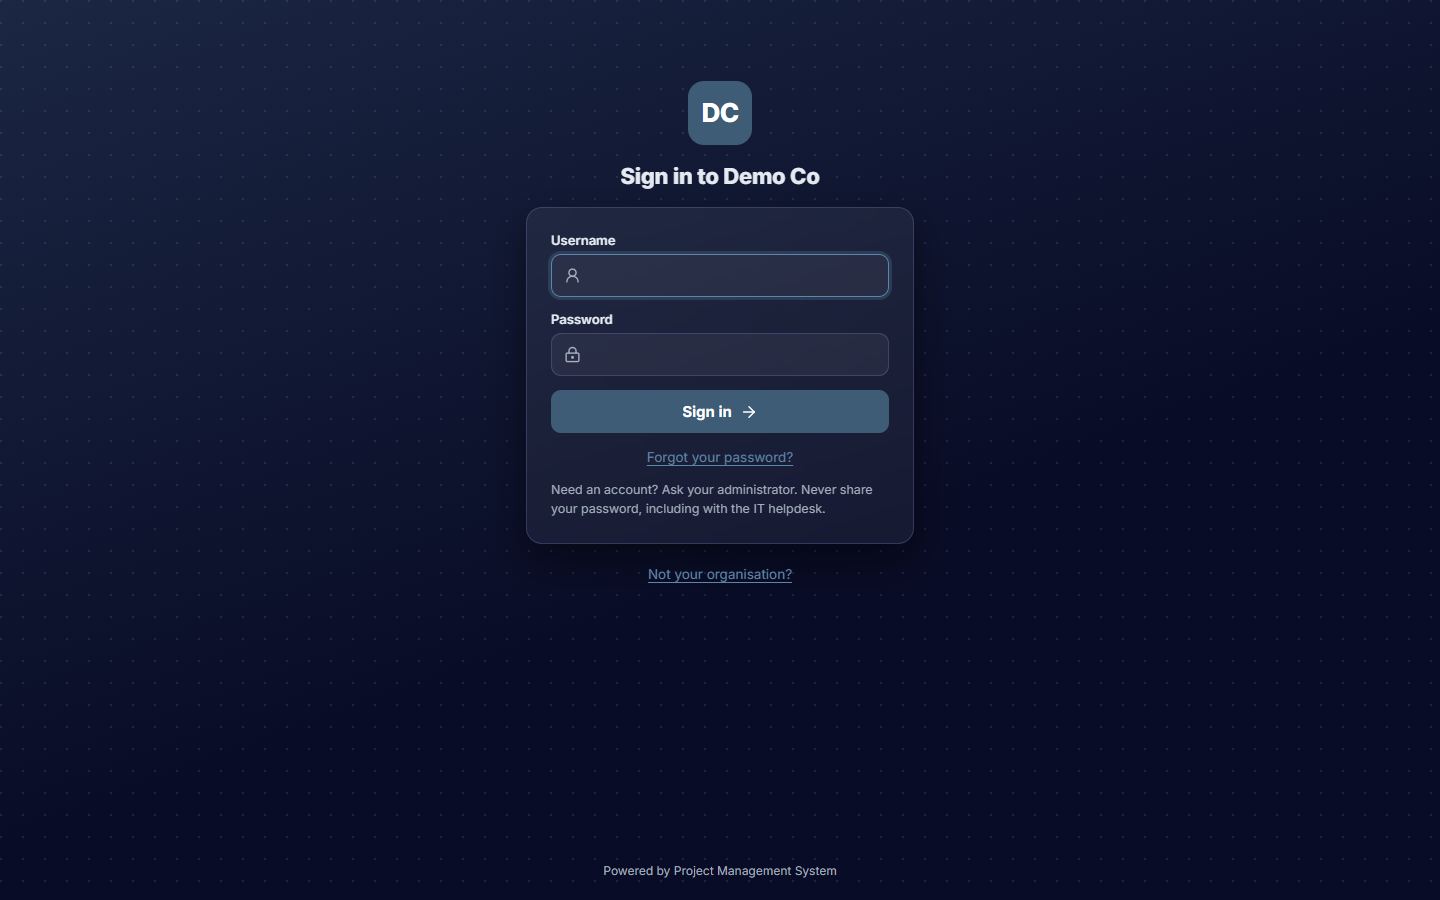 DC
Sign in to Demo Co
Username
Password
Sign in
Forgot your password?
Need an account? Ask your administrator. Never share
your password, including with the IT helpdesk.
Not your organisation?
Powered by Project Management System